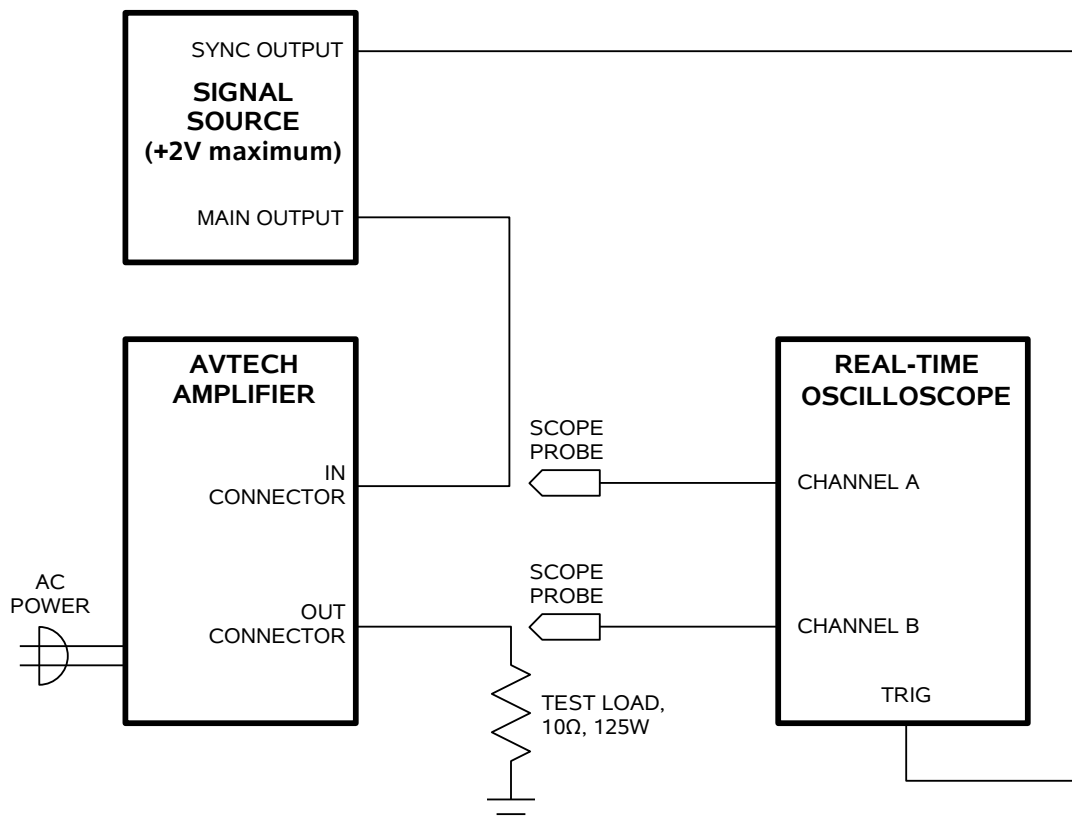 SYNC OUTPUT
SIGNAL
SOURCE
(+2V maximum)
MAIN OUTPUT
AVTECH
AMPLIFIER
IN
CONNECTOR
OUT
CONNECTOR
AC
POWER
SCOPE
PROBE
SCOPE
PROBE
TEST LOAD,
10Ω, 125W
REAL-TIME
OSCILLOSCOPE
CHANNEL A
CHANNEL B
TRIG